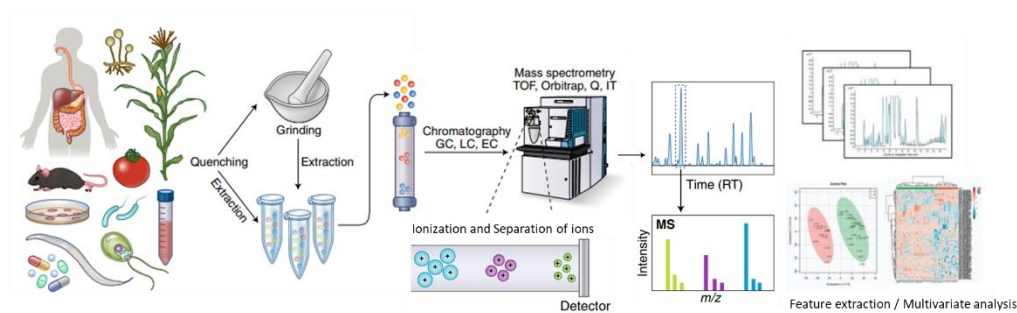 Quenching
Grinding
Extraction
Extraction
Chromatography
GC, LC, EC
Mass spectrometry
TOF, Orbitrap, Q, IT
Ionization and Separation of ions
Detector
Time (RT)
MS
Intensity
m/z
Feature extraction / Multivariate analysis